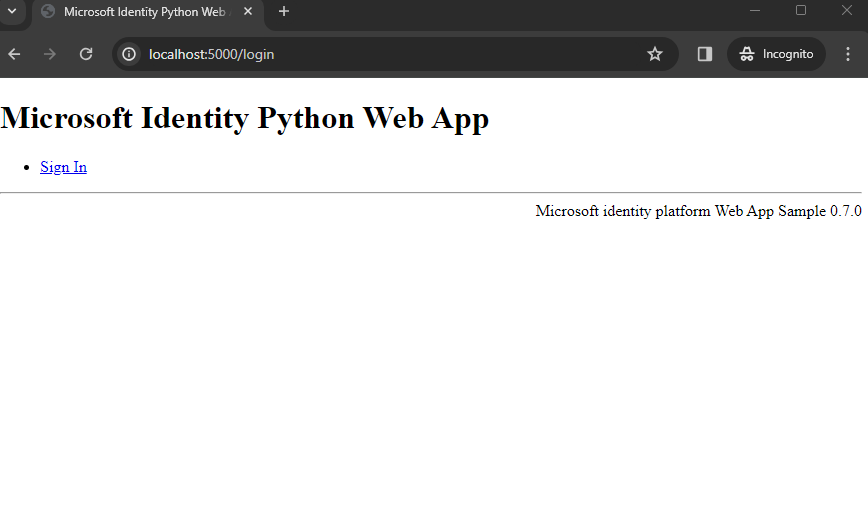 Microsoft Identity Python Web
localhost:5000/login
Incognito
Microsoft Identity Python Web App
Sign In
Microsoft identity platform Web App Sample 0.7.0